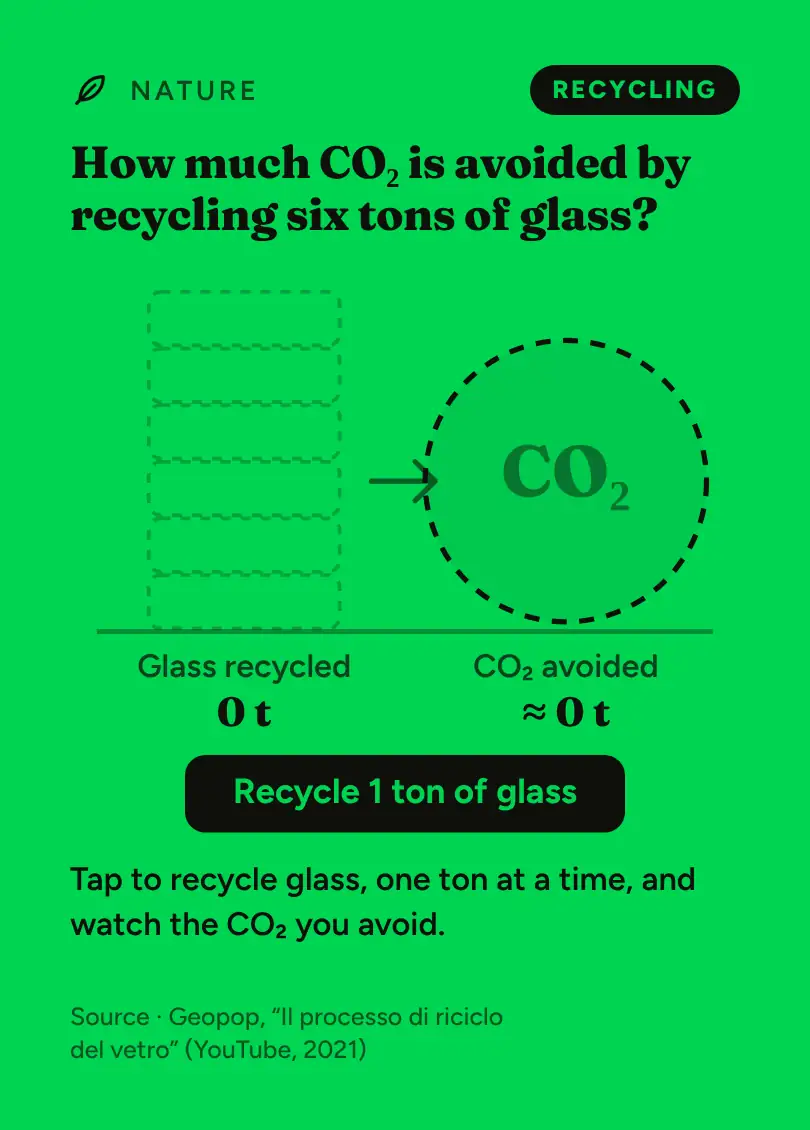 NATURE
RECYCLING
How much CO₂ is avoided by
recycling six tons of glass?
CO₂
Glass recycled
0 t
CO₂ avoided
≈ 0 t
Recycle 1 ton of glass
Tap to recycle glass, one ton at a time, and
watch the CO₂ you avoid.
Source · Geopop, “Il processo di riciclo
del vetro” (YouTube, 2021)